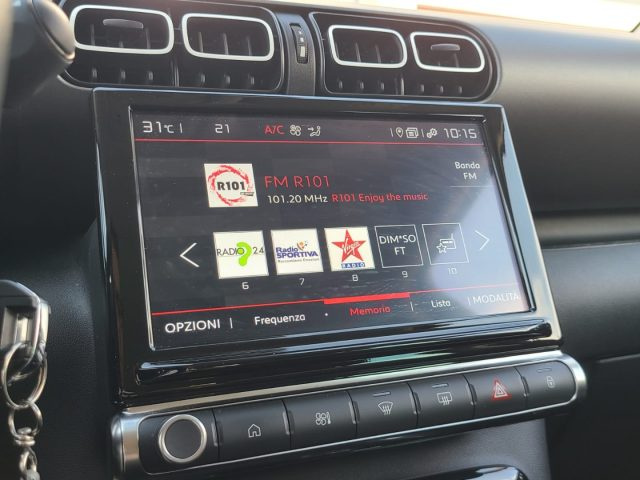 31°C 21 A/C 10:15
R101
FM R101
Banda
FM
101.20 MHz R101 Enjoy the music
RADIO 24
Radio
SPORTIVA
Virgin
RADIO
DIM*SO
FT
6 7 8 9 10
OPZIONI Frequenza Memoria Lista MODALITÀ